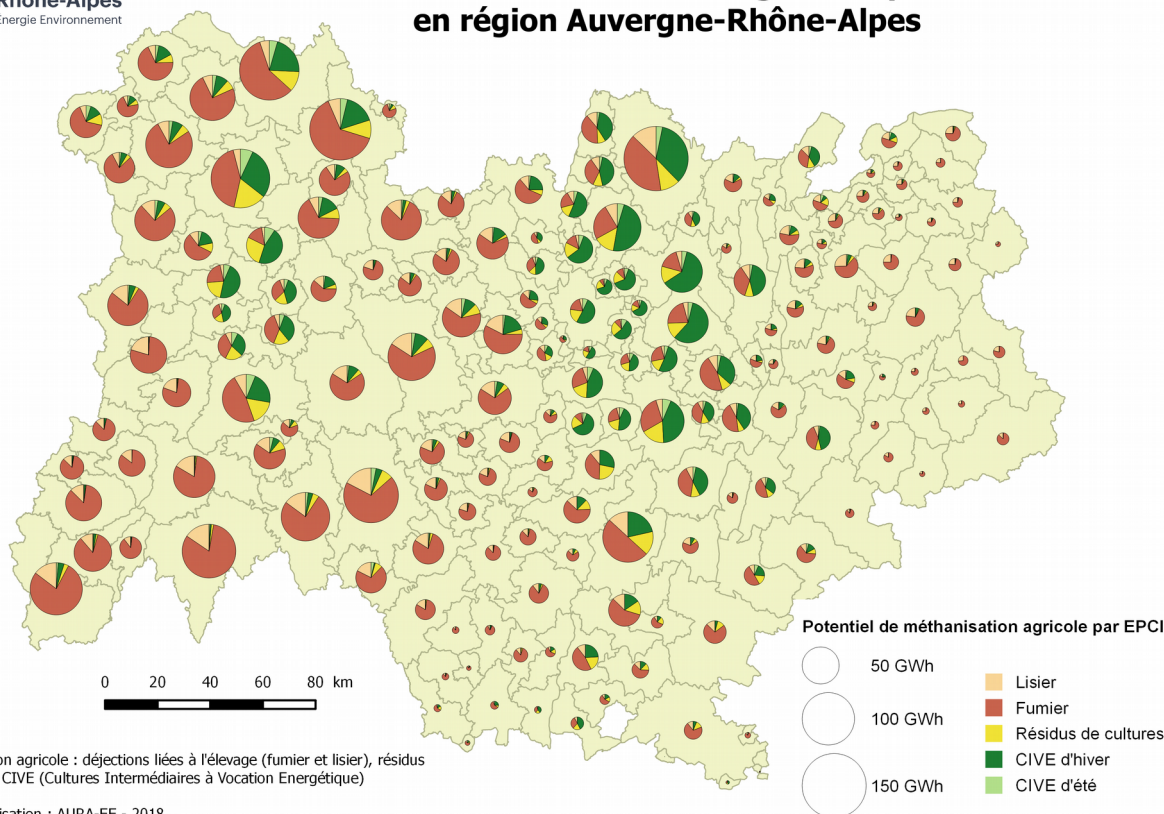 Rhône-Alpes
Energie Environnement
en région Auvergne-Rhône-Alpes
Potentiel de méthanisation agricole par EPCI
50 GWh
100 GWh
150 GWh
Lisier
Fumier
Résidus de cultures
CIVE d'hiver
CIVE d'été
0 20 40 60 80 km
on agricole : déjections liées à l'élevage (fumier et lisier), résidus
CIVE (Cultures Intermédiaires à Vocation Energétique)
isation : AURA-EE - 2018